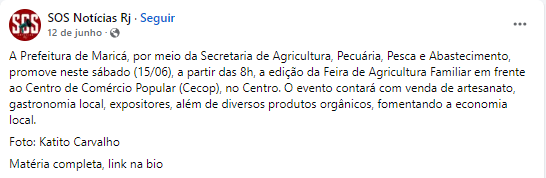 SOS Notícias Rj · Seguir
12 de junho ·
A Prefeitura de Maricá, por meio da Secretaria de Agricultura, Pecuária, Pesca e Abastecimento,
promove neste sábado (15/06), a partir das 8h, a edição da Feira de Agricultura Familiar em frente
ao Centro de Comércio Popular (Cecop), no Centro. O evento contará com venda de artesanato,
gastronomia local, expositores, além de diversos produtos orgânicos, fomentando a economia
local.
Foto: Katito Carvalho
Matéria completa, link na bio